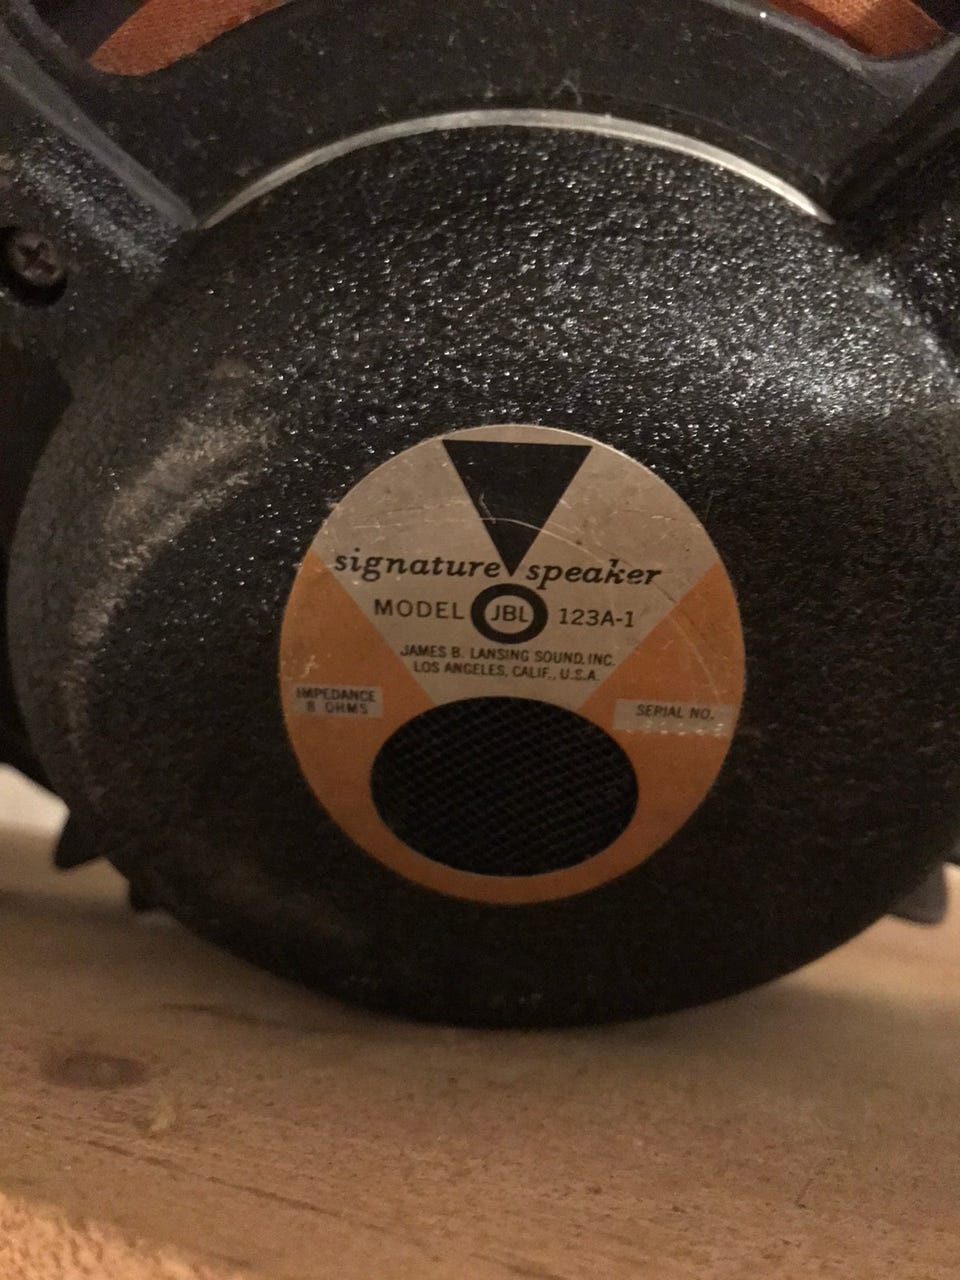 signature speaker
MODEL JBL 123A-1
JAMES B. LANSING SOUND, INC.
LOS ANGELES, CALIF., U.S.A.
IMPEDANCE
8 OHMS
SERIAL NO.